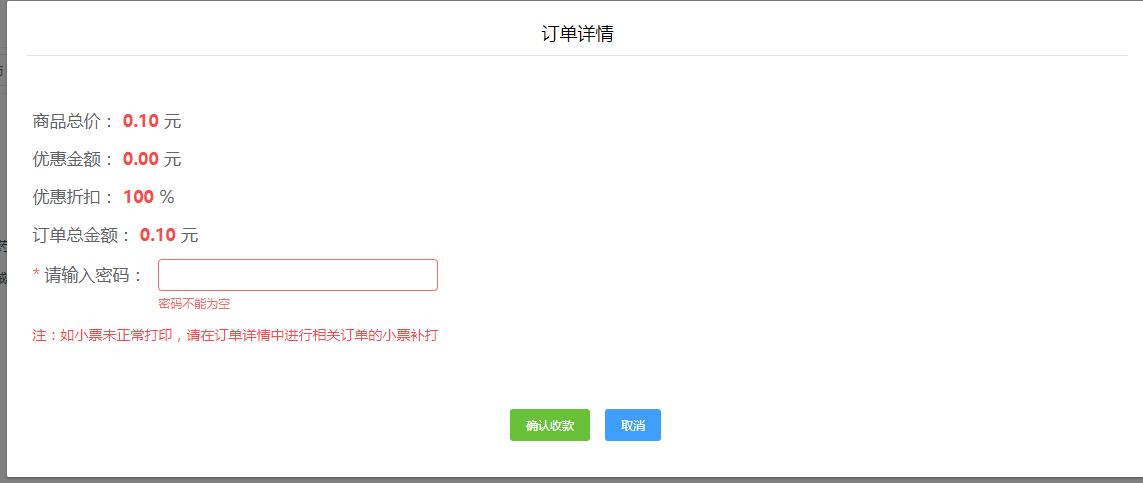 订单详情
商品总价： 0.10 元
优惠金额： 0.00 元
优惠折扣： 100 %
订单总金额： 0.10 元
* 请输入密码：
密码不能为空
注：如小票未正常打印，请在订单详情中进行相关订单的小票补打
确认收款 取消